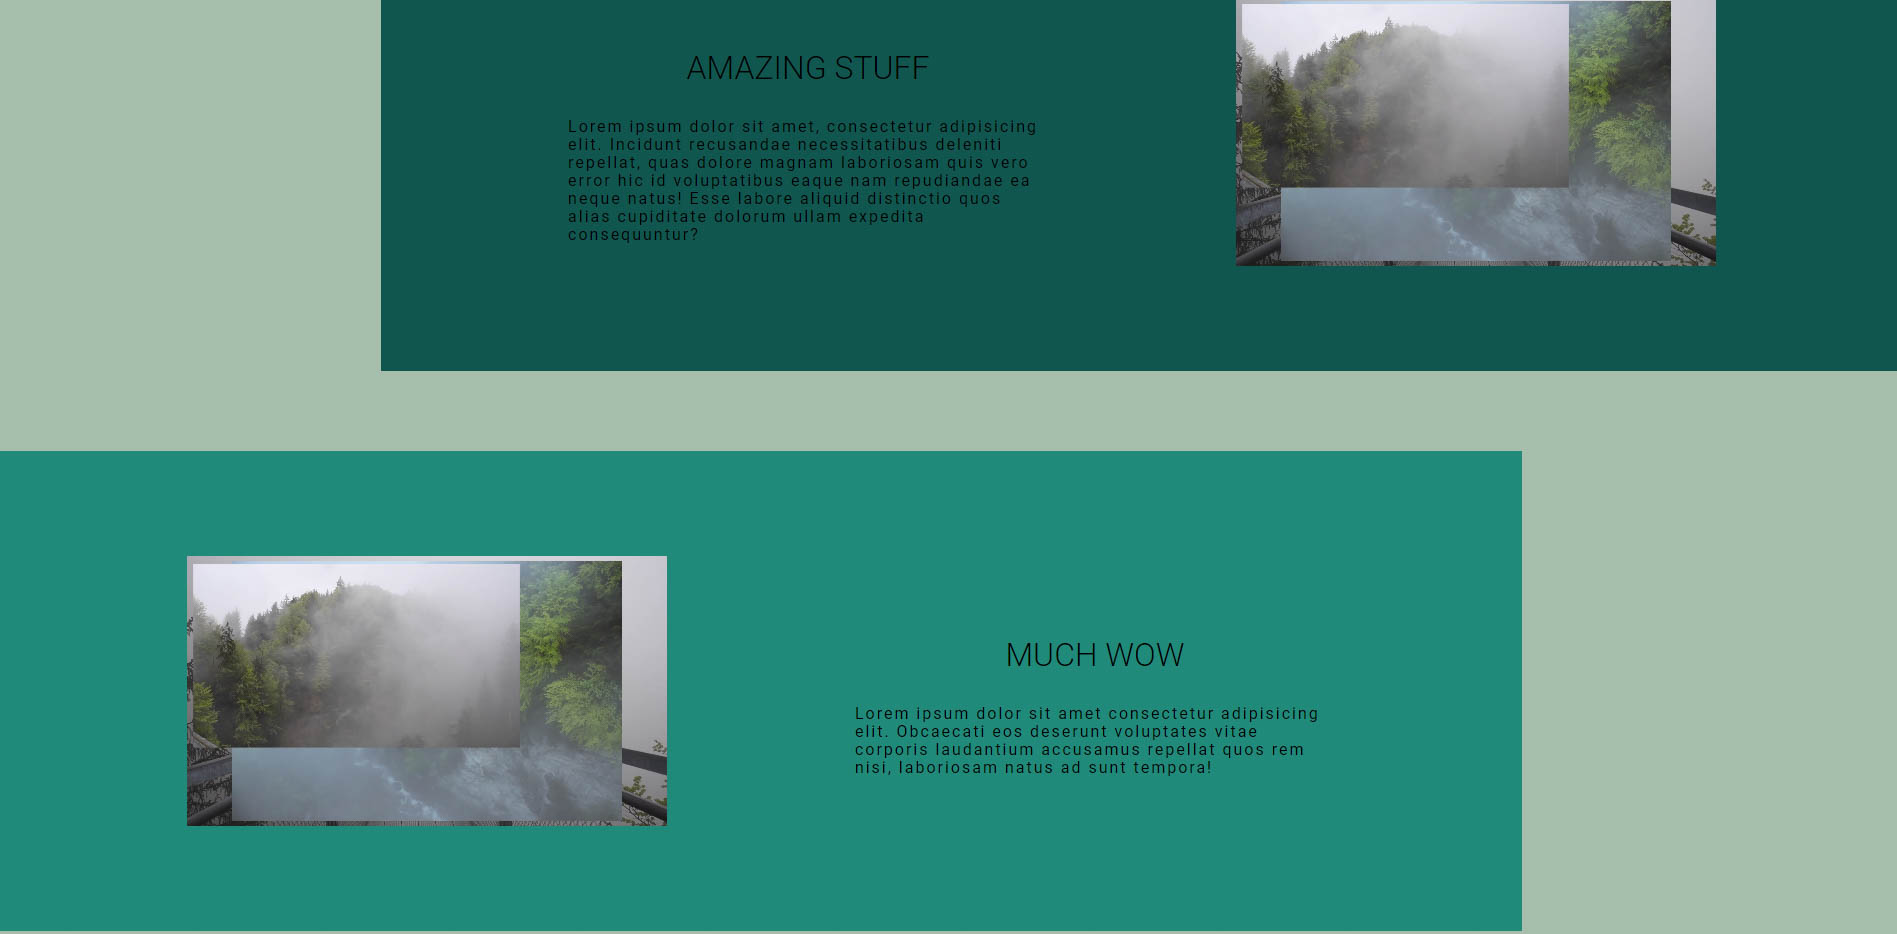 AMAZING STUFF
Lorem ipsum dolor sit amet, consectetur adipisicing
elit. Incidunt recusandae necessitatibus deleniti
repellat, quas dolore magnam laboriosam quis vero
error hic id voluptatibus eaque nam repudiandae ea
neque natus! Esse labore aliquid distinctio quos
alias cupiditate dolorum ullam expedita
consequuntur?
MUCH WOW
Lorem ipsum dolor sit amet consectetur adipisicing
elit. Obcaecati eos deserunt voluptates vitae
corporis laudantium accusamus repellat quos rem
nisi, laboriosam natus ad sunt tempora!